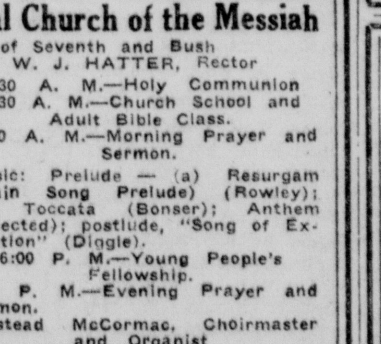 l Church of the Messiah
of Seventh and Bush
W. J. HATTER, Rector
30 A. M.—Holy Communion
30 A. M.—Church School and
Adult Bible Class.
0 A. M.—Morning Prayer and
Sermon.
ic: Prelude — (a) Resurgam
in Song Prelude) (Rowley);
Toccata (Bonser); Anthem
ected); postlude, "Song of Ex-
tion" (Diggle).
6:00 P. M.—Young People's
Fellowship.
P. M.—Evening Prayer and
mon.
stead McCormac, Choirmaster
and Organist